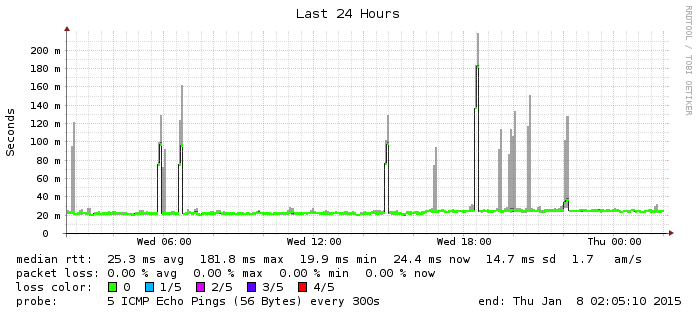 Last 24 Hours
RRDTOOL / TOBI OETIKER
Seconds
200 m
180 m
160 m
140 m
120 m
100 m
80 m
60 m
40 m
20 m
0
Wed 06:00 Wed 12:00 Wed 18:00 Thu 00:00
median rtt: 25.3 ms avg 181.8 ms max 19.9 ms min 24.4 ms now 14.7 ms sd 1.7 am/s
packet loss: 0.00 % avg 0.00 % max 0.00 % min 0.00 % now
loss color: 0 1/5 2/5 3/5 4/5
probe: 5 ICMP Echo Pings (56 Bytes) every 300s end: Thu Jan 8 02:05:10 2015